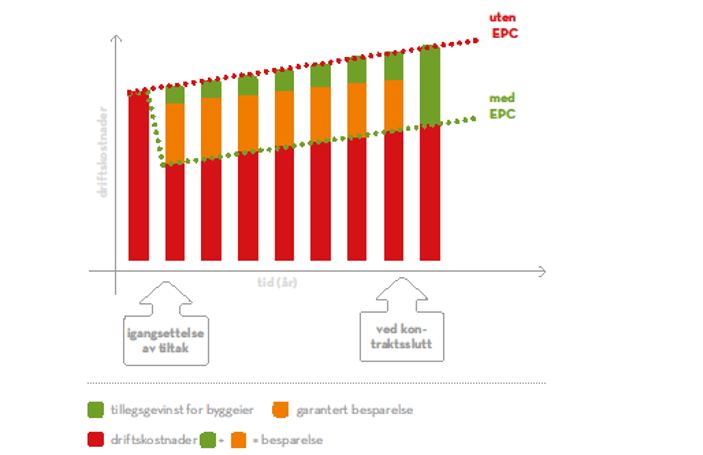 uten
EPC
med
EPC
driftskostnader
tid (år)
igangsettelse
av tiltak
ved kon-
traktsslutt
tillegsgevinst for byggeier garantert besparelse
driftskostnader + = besparelse